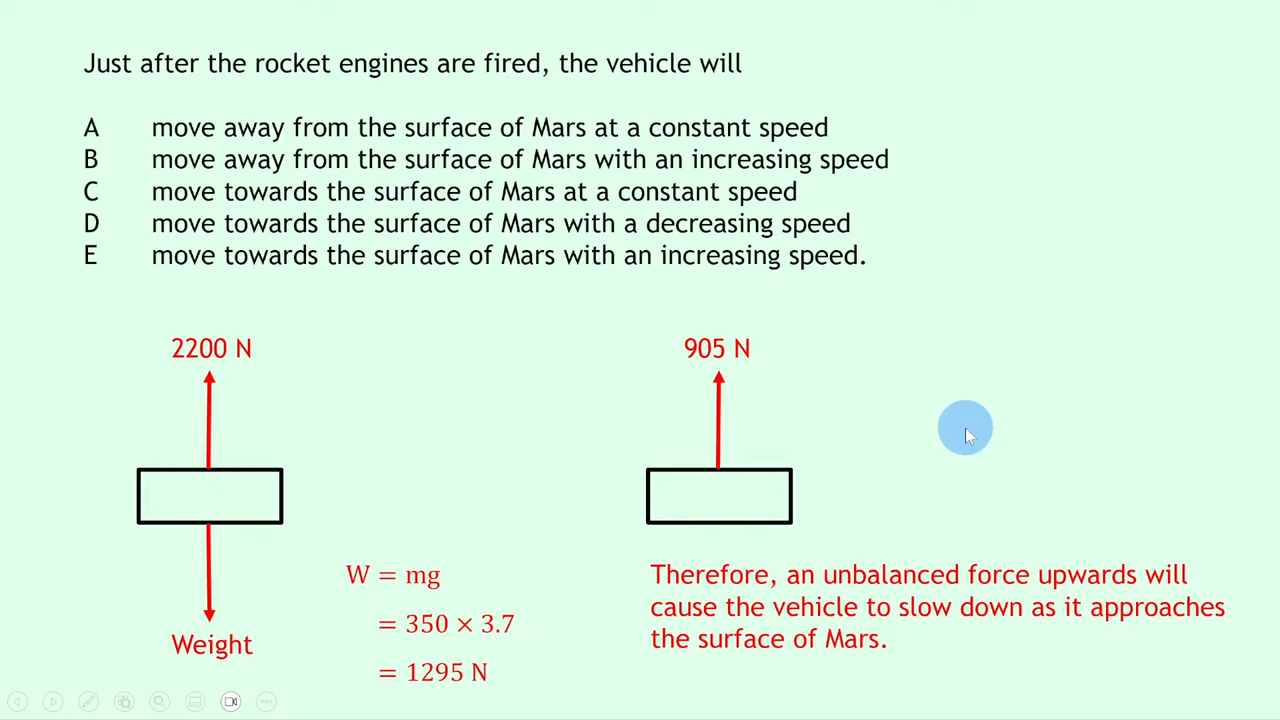 Just after the rocket engines are fired, the vehicle will
A move away from the surface of Mars at a constant speed
B move away from the surface of Mars with an increasing speed
C move towards the surface of Mars at a constant speed
D move towards the surface of Mars with a decreasing speed
E move towards the surface of Mars with an increasing speed.
2200 N
905 N
Weight
W = mg
= 350 × 3.7
= 1295 N
Therefore, an unbalanced force upwards will
cause the vehicle to slow down as it approaches
the surface of Mars.